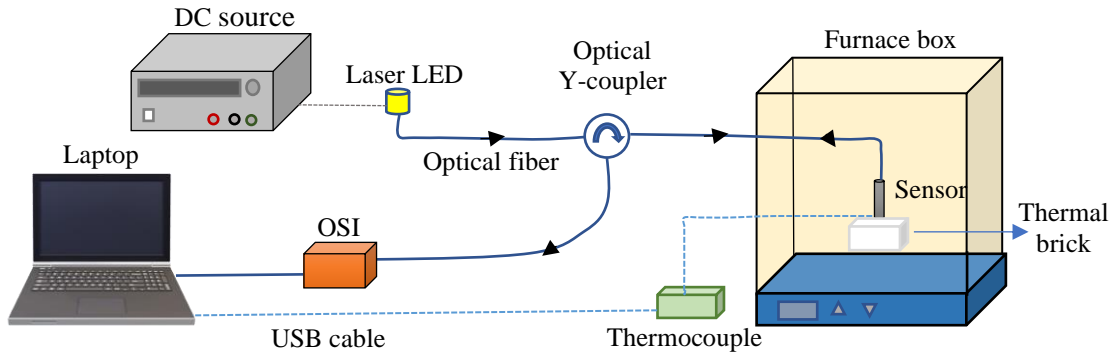 DC source
Furnace box
Optical
Y-coupler
Laser LED
Optical fiber
Laptop
Sensor
Thermal
brick
OSI
USB cable
Thermocouple